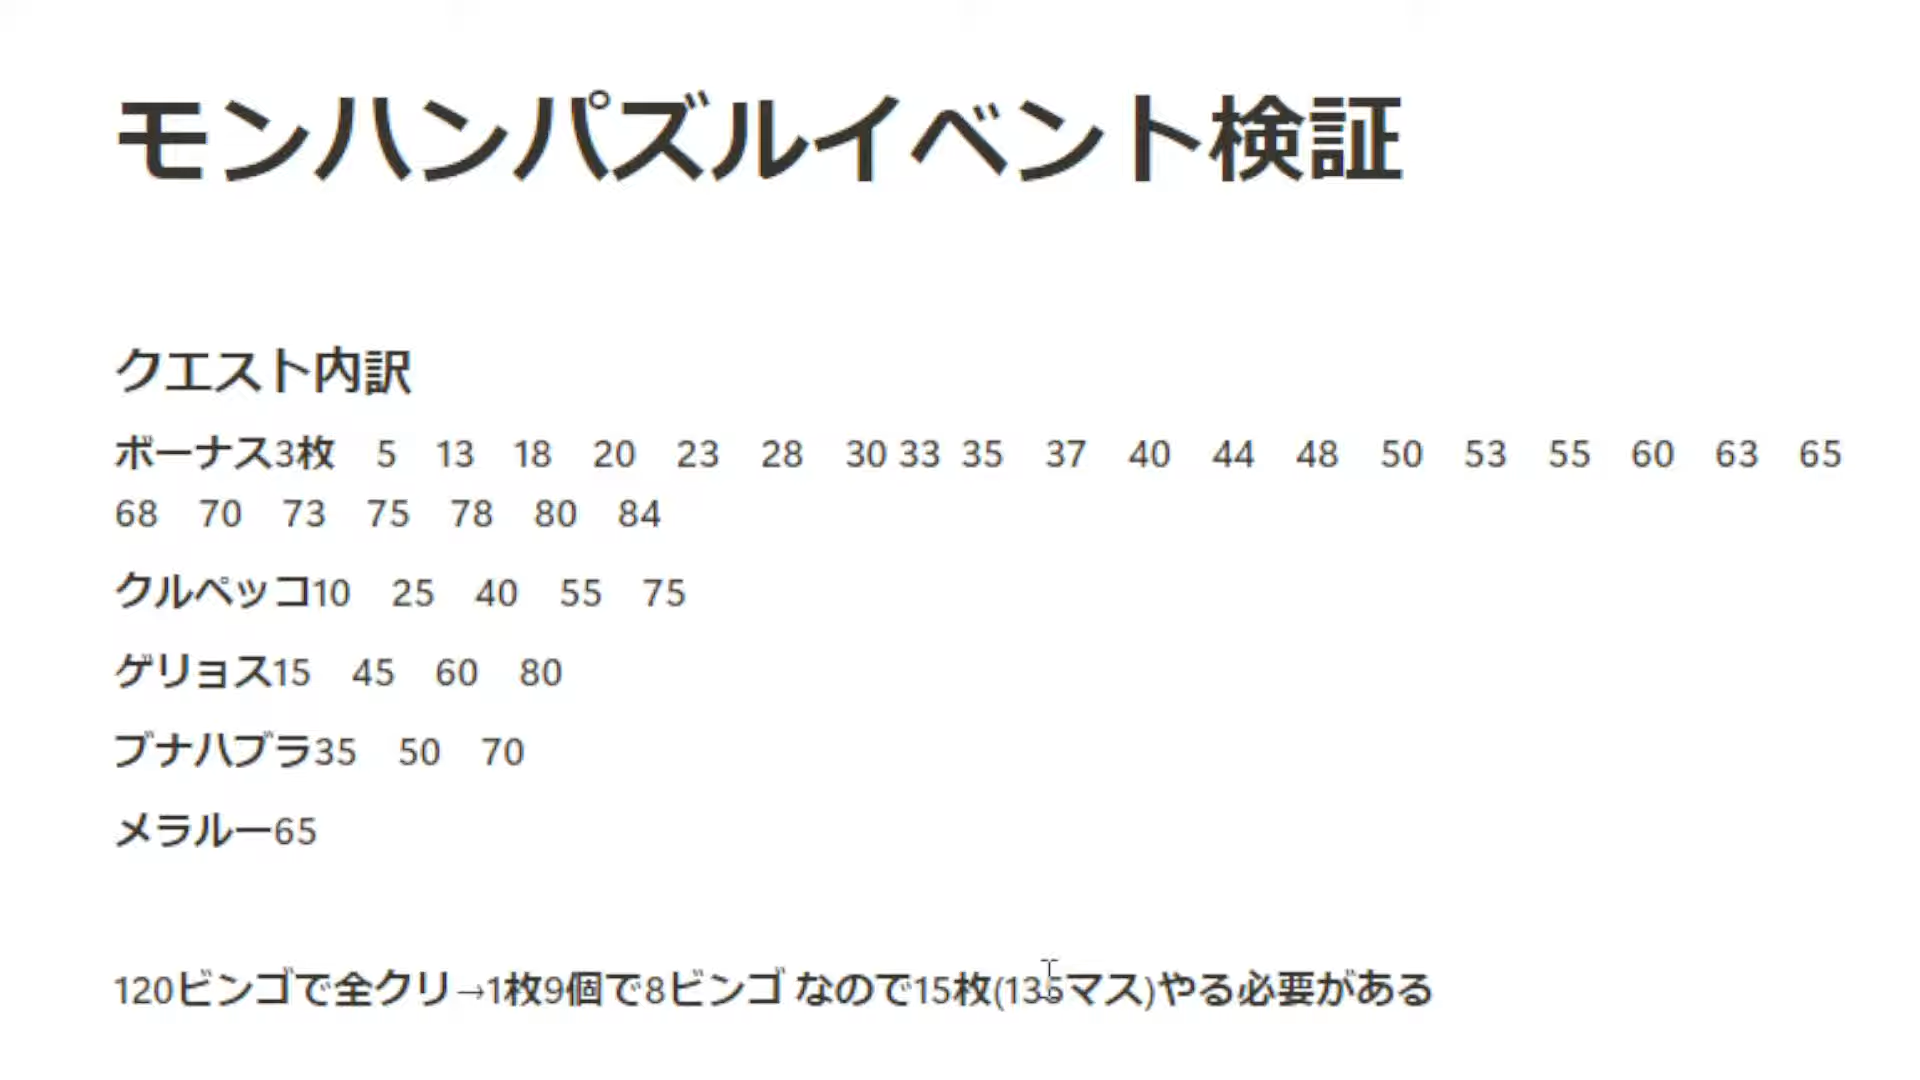 モンハンパズルイベント検証
クエスト内訳
ボーナス3枚 5 13 18 20 23 28 30 33 35 37 40 44 48 50 53 55 60 63 65
68 70 73 75 78 80 84
クルペッコ10 25 40 55 75
ゲリョス15 45 60 80
ブナハブラ35 50 70
メラルー65
120ビンゴで全クリ→1枚9個で8ビンゴ なので15枚(135マス)やる必要がある